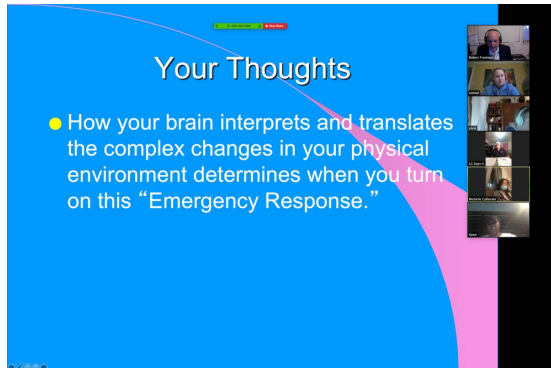 Your Thoughts
How your brain interprets and translates
the complex changes in your physical
environment determines when you turn
on this “Emergency Response.”